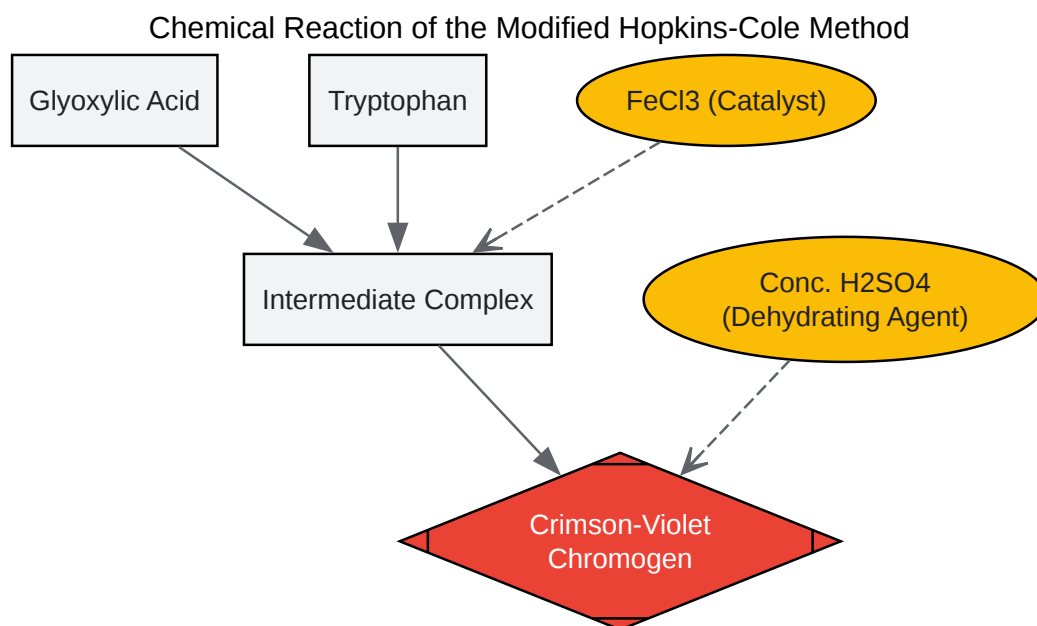 Chemical Reaction of the Modified Hopkins-Cole Method
Glyoxylic Acid
Tryptophan
FeCl3 (Catalyst)
Intermediate Complex
Conc. H2SO4
(Dehydrating Agent)
Crimson-Violet
Chromogen